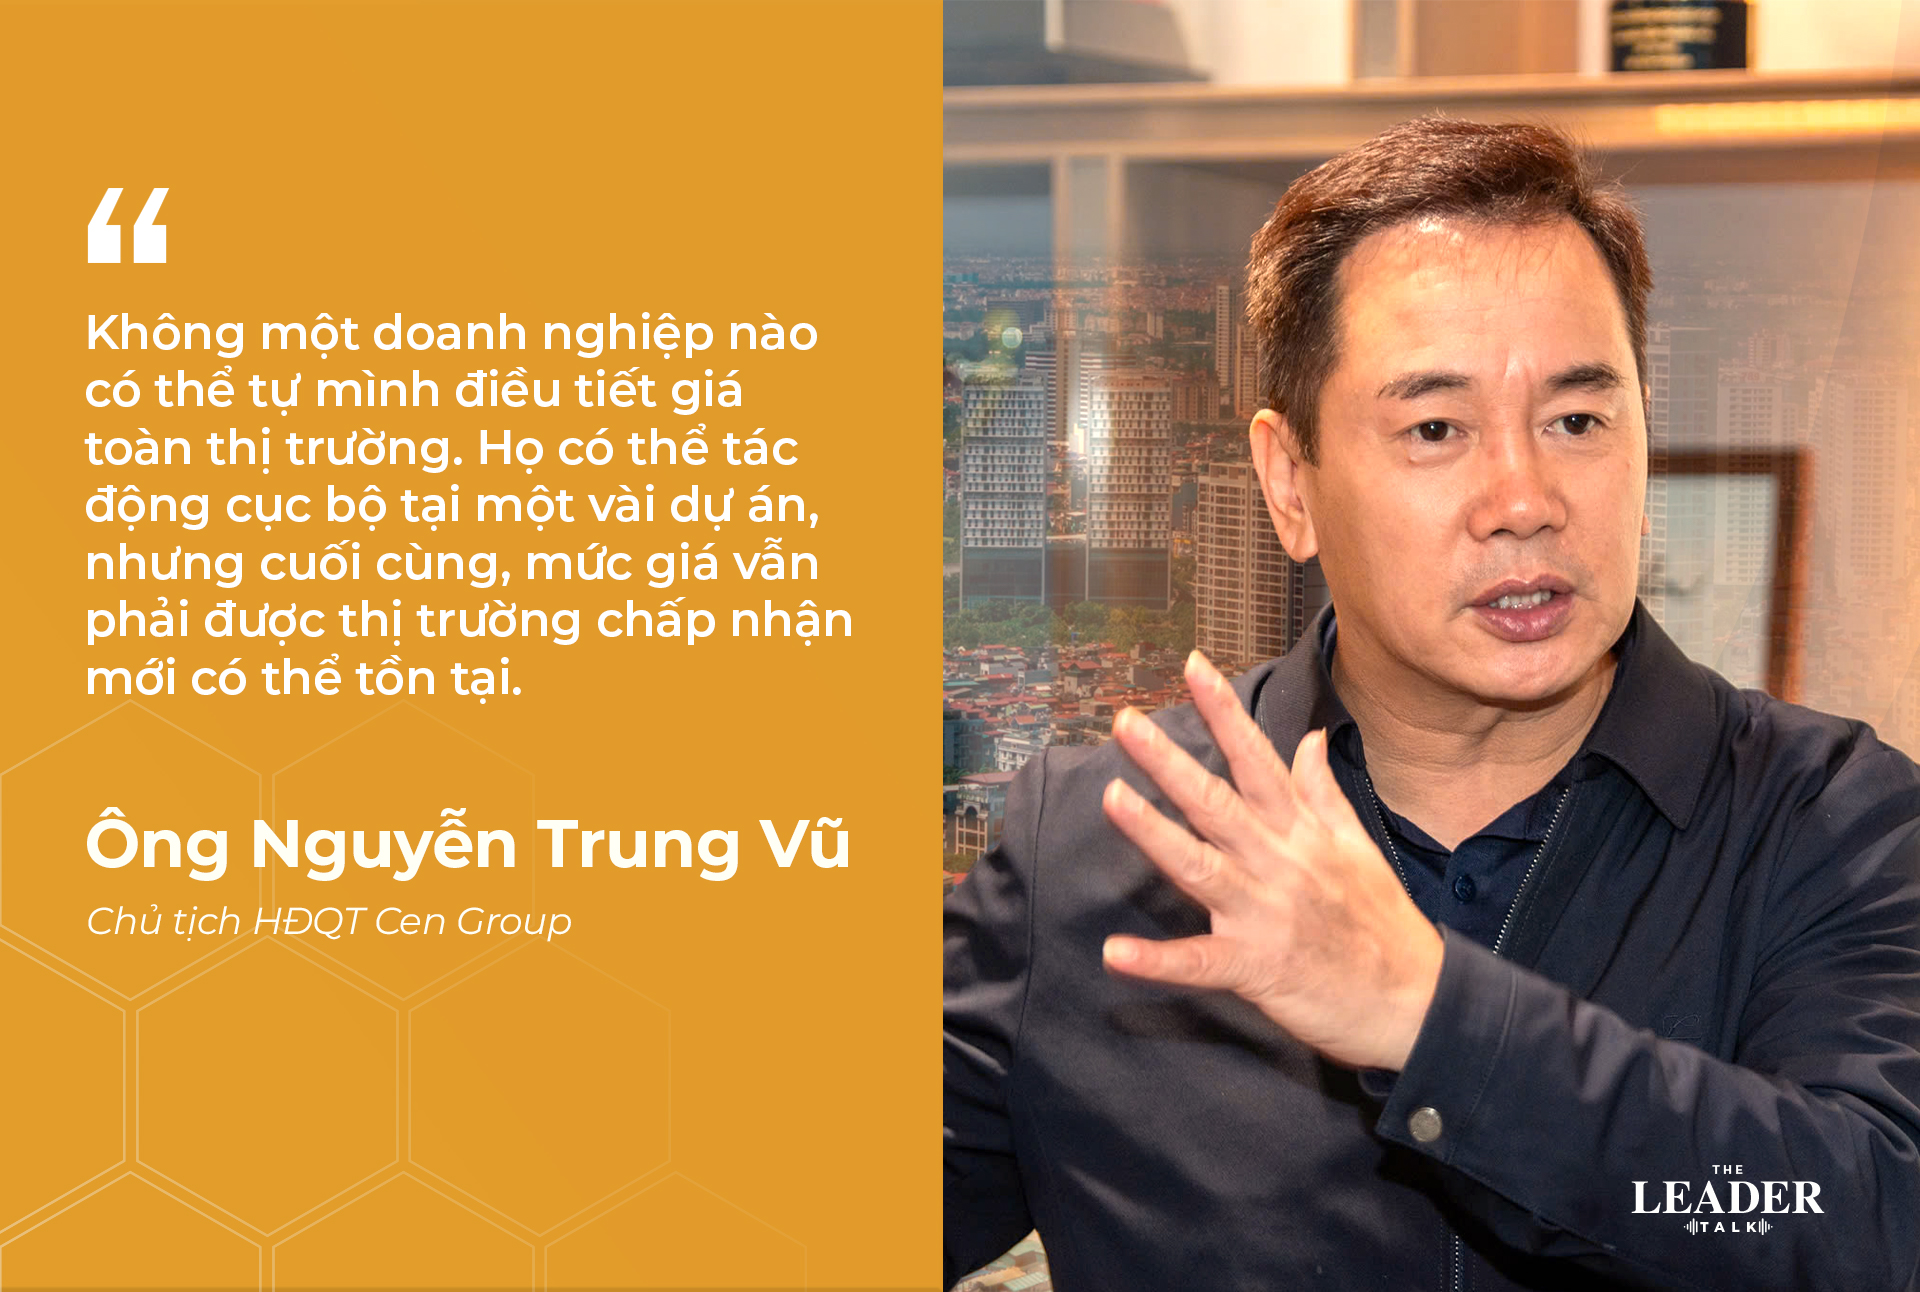 “
Không một doanh nghiệp nào
có thể tự mình điều tiết giá
toàn thị trường. Họ có thể tác
động cục bộ tại một vài dự án,
nhưng cuối cùng, mức giá vẫn
phải được thị trường chấp nhận
mới có thể tồn tại.
Ông Nguyễn Trung Vũ
Chủ tịch HĐQT Cen Group
THE
LEADER
TALK